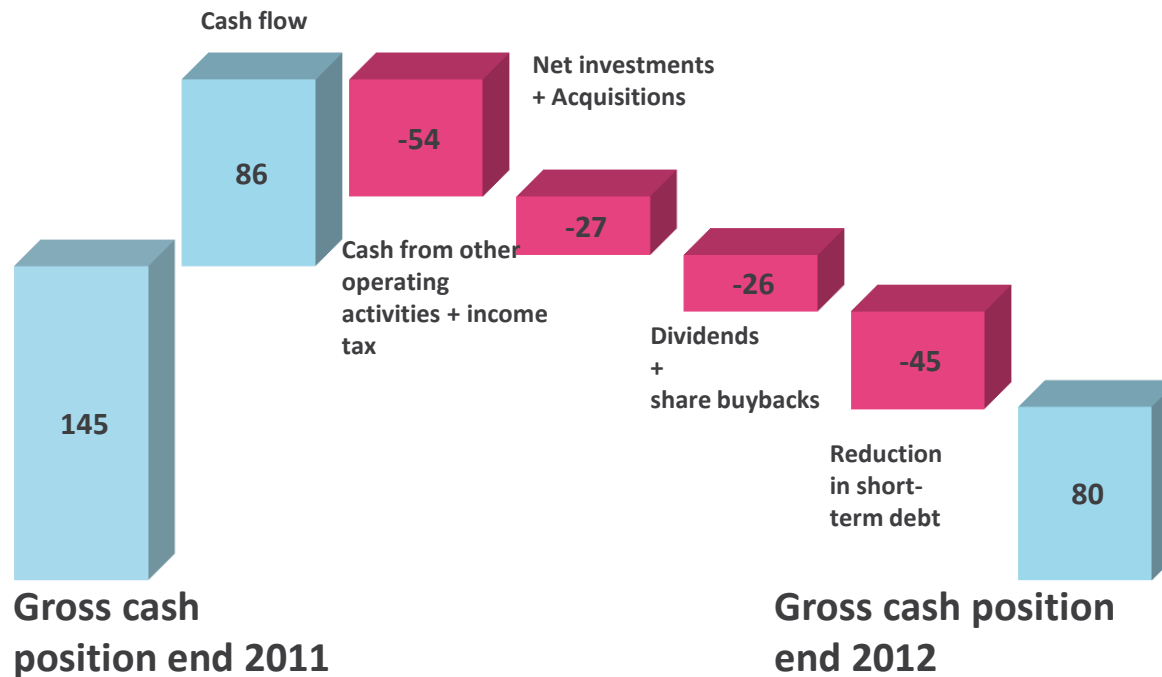 Cash flow
86
-54
Net investments
+ Acquisitions
-27
Cash from other
operating
activities + income
tax
-26
Dividends
+
share buybacks
-45
Reduction
in short-
term debt
145
80
Gross cash
position end 2011
Gross cash position
end 2012